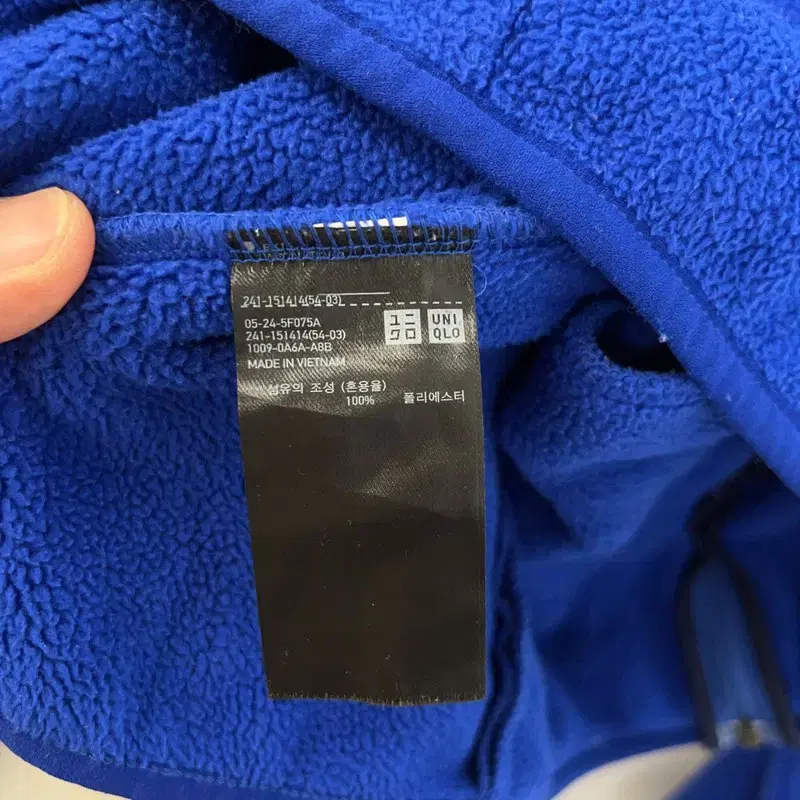 241-151414(54-03)
05-24-5F075A
241-151414(54-03)
1009-0A6A-A8B
MADE IN VIETNAM
ユニ
クロ
UNI
QLO
섬유의 조성 (혼용율)
100% 폴리에스터